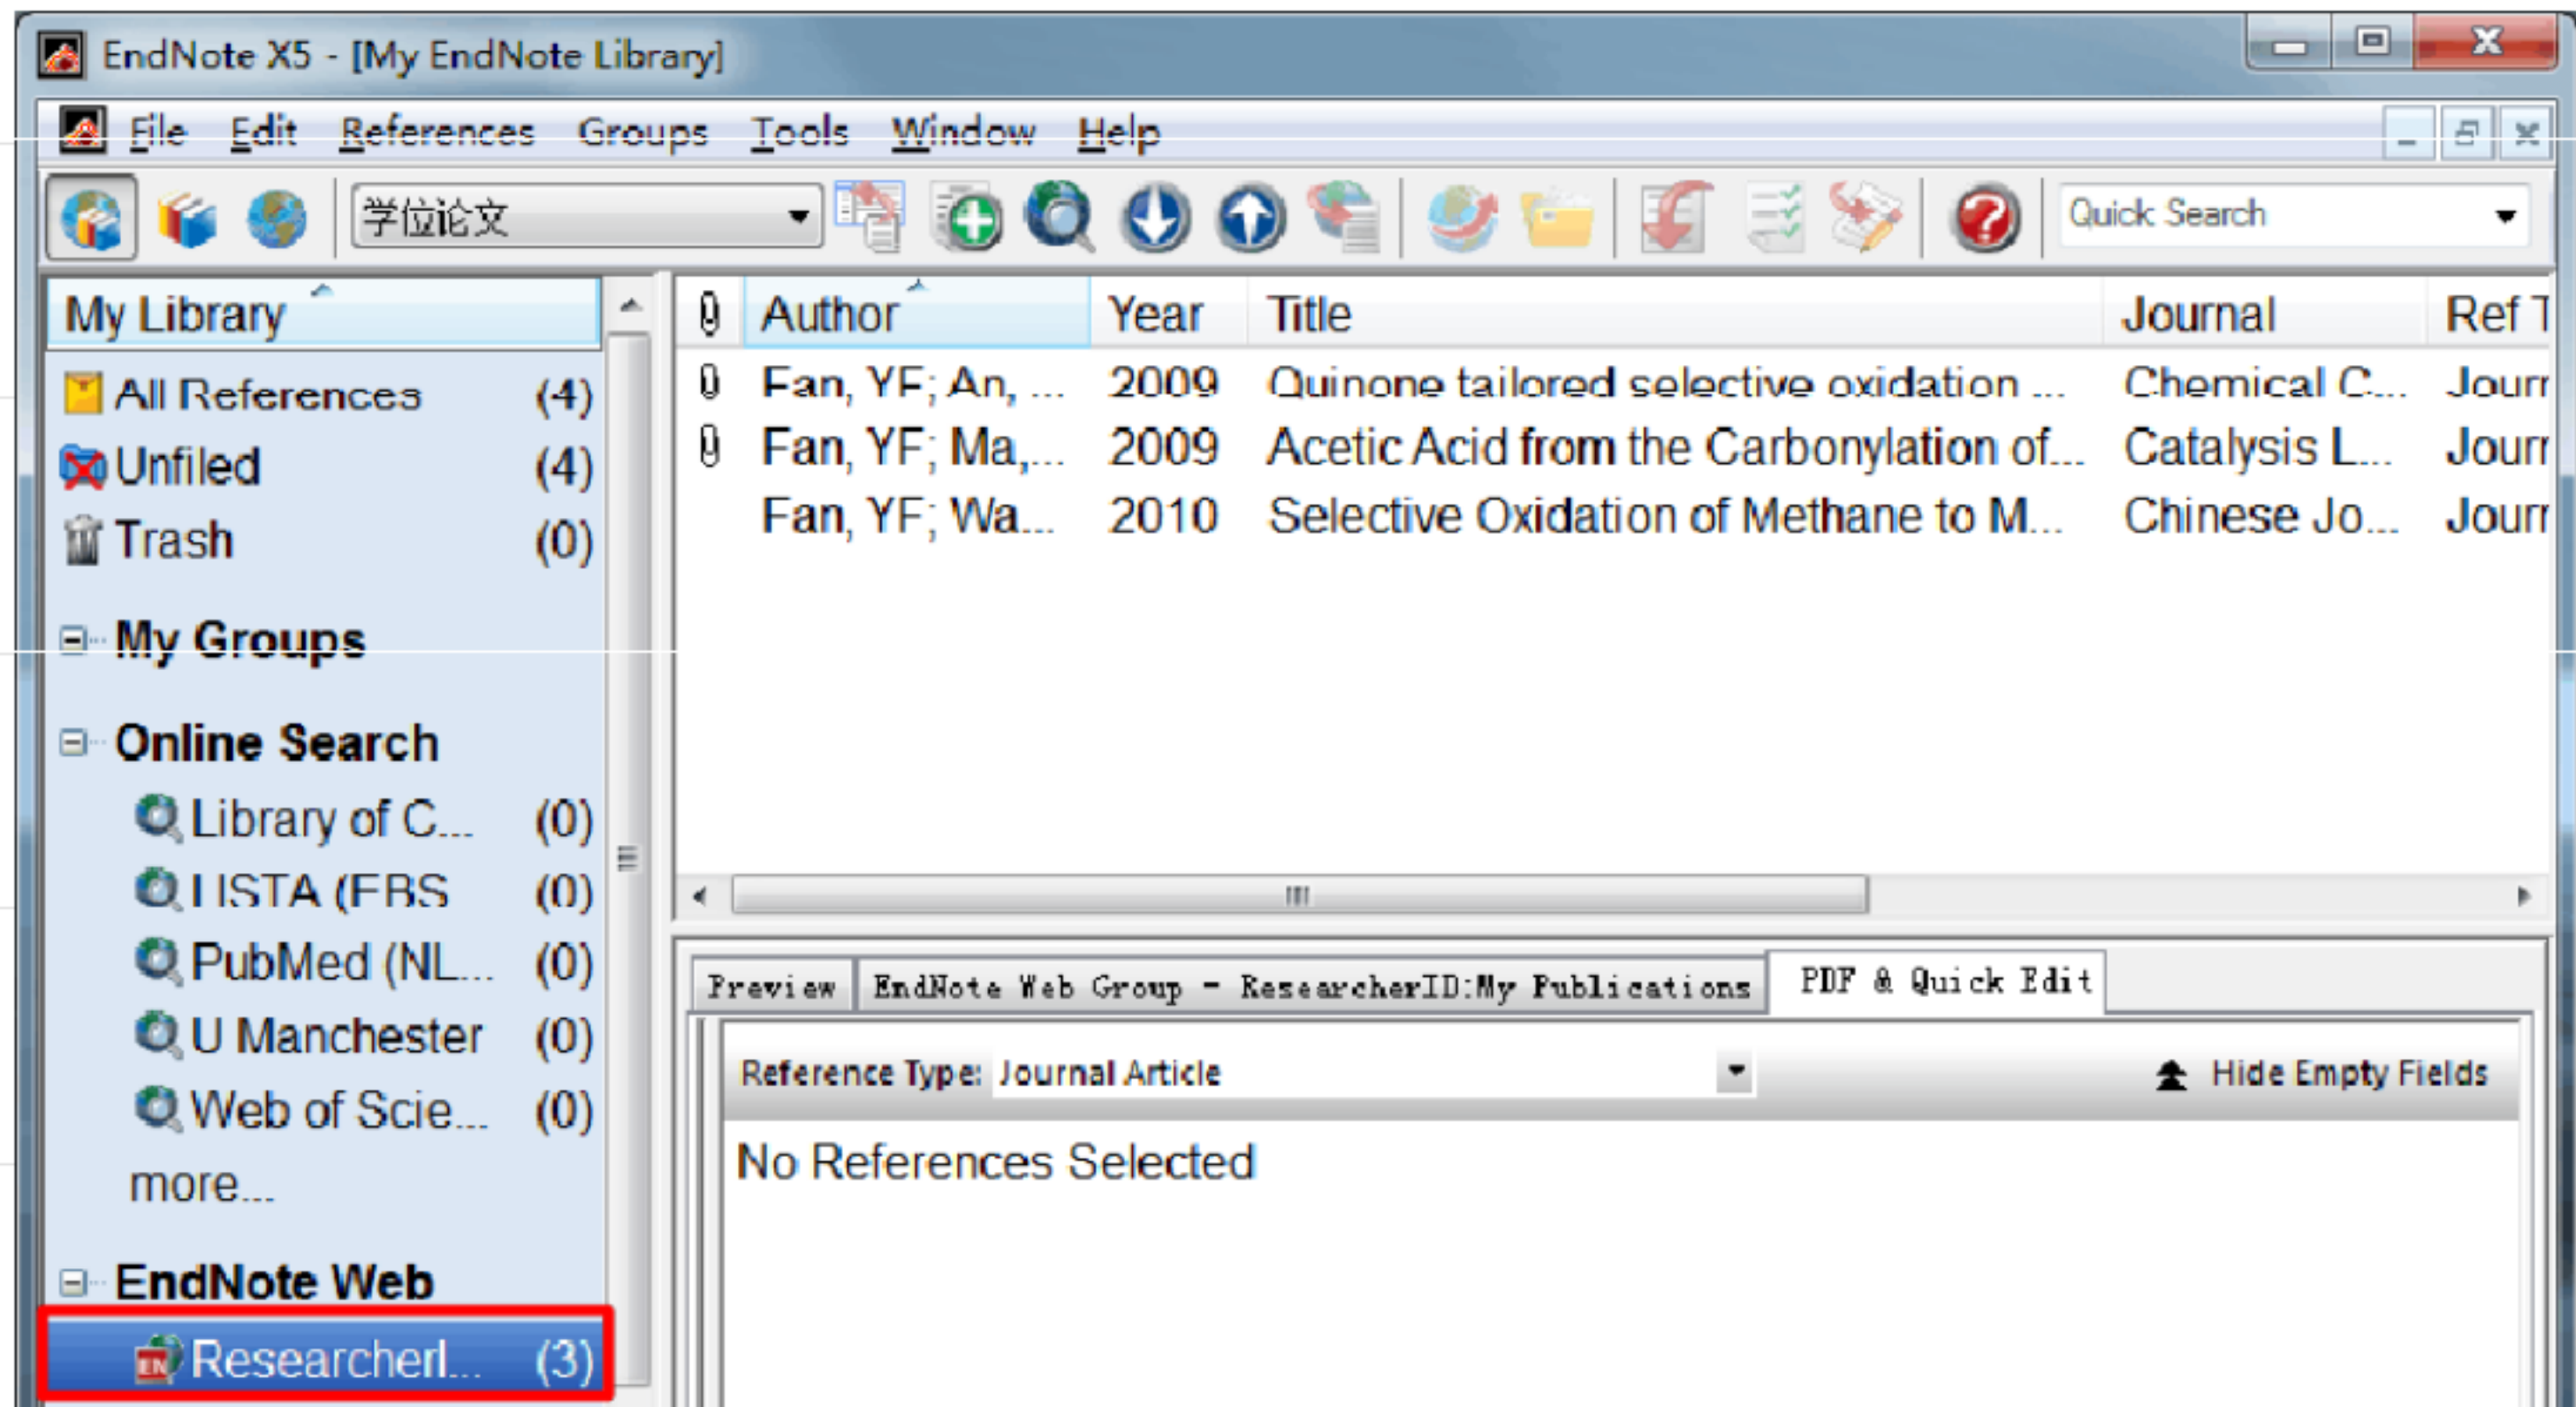 EndNote X5 - [My EndNote Library]
File Edit References Groups Tools Window Help
学位论文
Quick Search
My Library
All References (4)
Unfiled (4)
Trash (0)
My Groups
Online Search
Library of C... (0)
LISTA (EBS (0)
PubMed (NL... (0)
U Manchester (0)
Web of Scie... (0)
more...
EndNote Web
ResearcherI... (3)
EN
Author Year Title Journal Ref T
Fan, YF; An, ... 2009 Quinone tailored selective oxidation ... Chemical C... Journ
Fan, YF; Ma,... 2009 Acetic Acid from the Carbonylation of... Catalysis L... Journ
Fan, YF; Wa... 2010 Selective Oxidation of Methane to M... Chinese Jo... Journ
Preview EndNote Web Group - ResearcherID:My Publications PDF & Quick Edit
Reference Type: Journal Article Hide Empty Fields
No References Selected